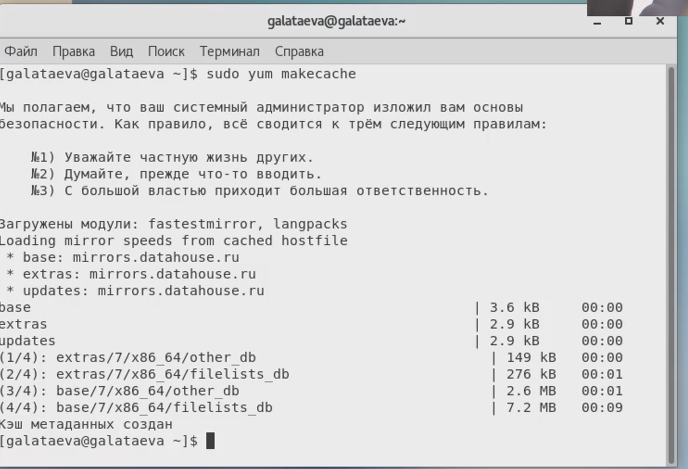 galataeva@galataeva:~
Файл Правка Вид Поиск Терминал Справка
[galataeva@galataeva ~]$ sudo yum makecache
Мы полагаем, что ваш системный администратор изложил вам основы
безопасности. Как правило, всё сводится к трём следующим правилам:
№1) Уважайте частную жизнь других.
№2) Думайте, прежде что-то вводить.
№3) С большой властью приходит большая ответственность.
Загружены модули: fastestmirror, langpacks
Loading mirror speeds from cached hostfile
* base: mirrors.datahouse.ru
* extras: mirrors.datahouse.ru
* updates: mirrors.datahouse.ru
base | 3.6 kB 00:00
extras | 2.9 kB 00:00
updates | 2.9 kB 00:00
(1/4): extras/7/x86_64/other_db | 149 kB 00:00
(2/4): extras/7/x86_64/filelists_db | 276 kB 00:01
(3/4): base/7/x86_64/other_db | 2.6 MB 00:01
(4/4): base/7/x86_64/filelists_db | 7.2 MB 00:09
Кэш метаданных создан
[galataeva@galataeva ~]$